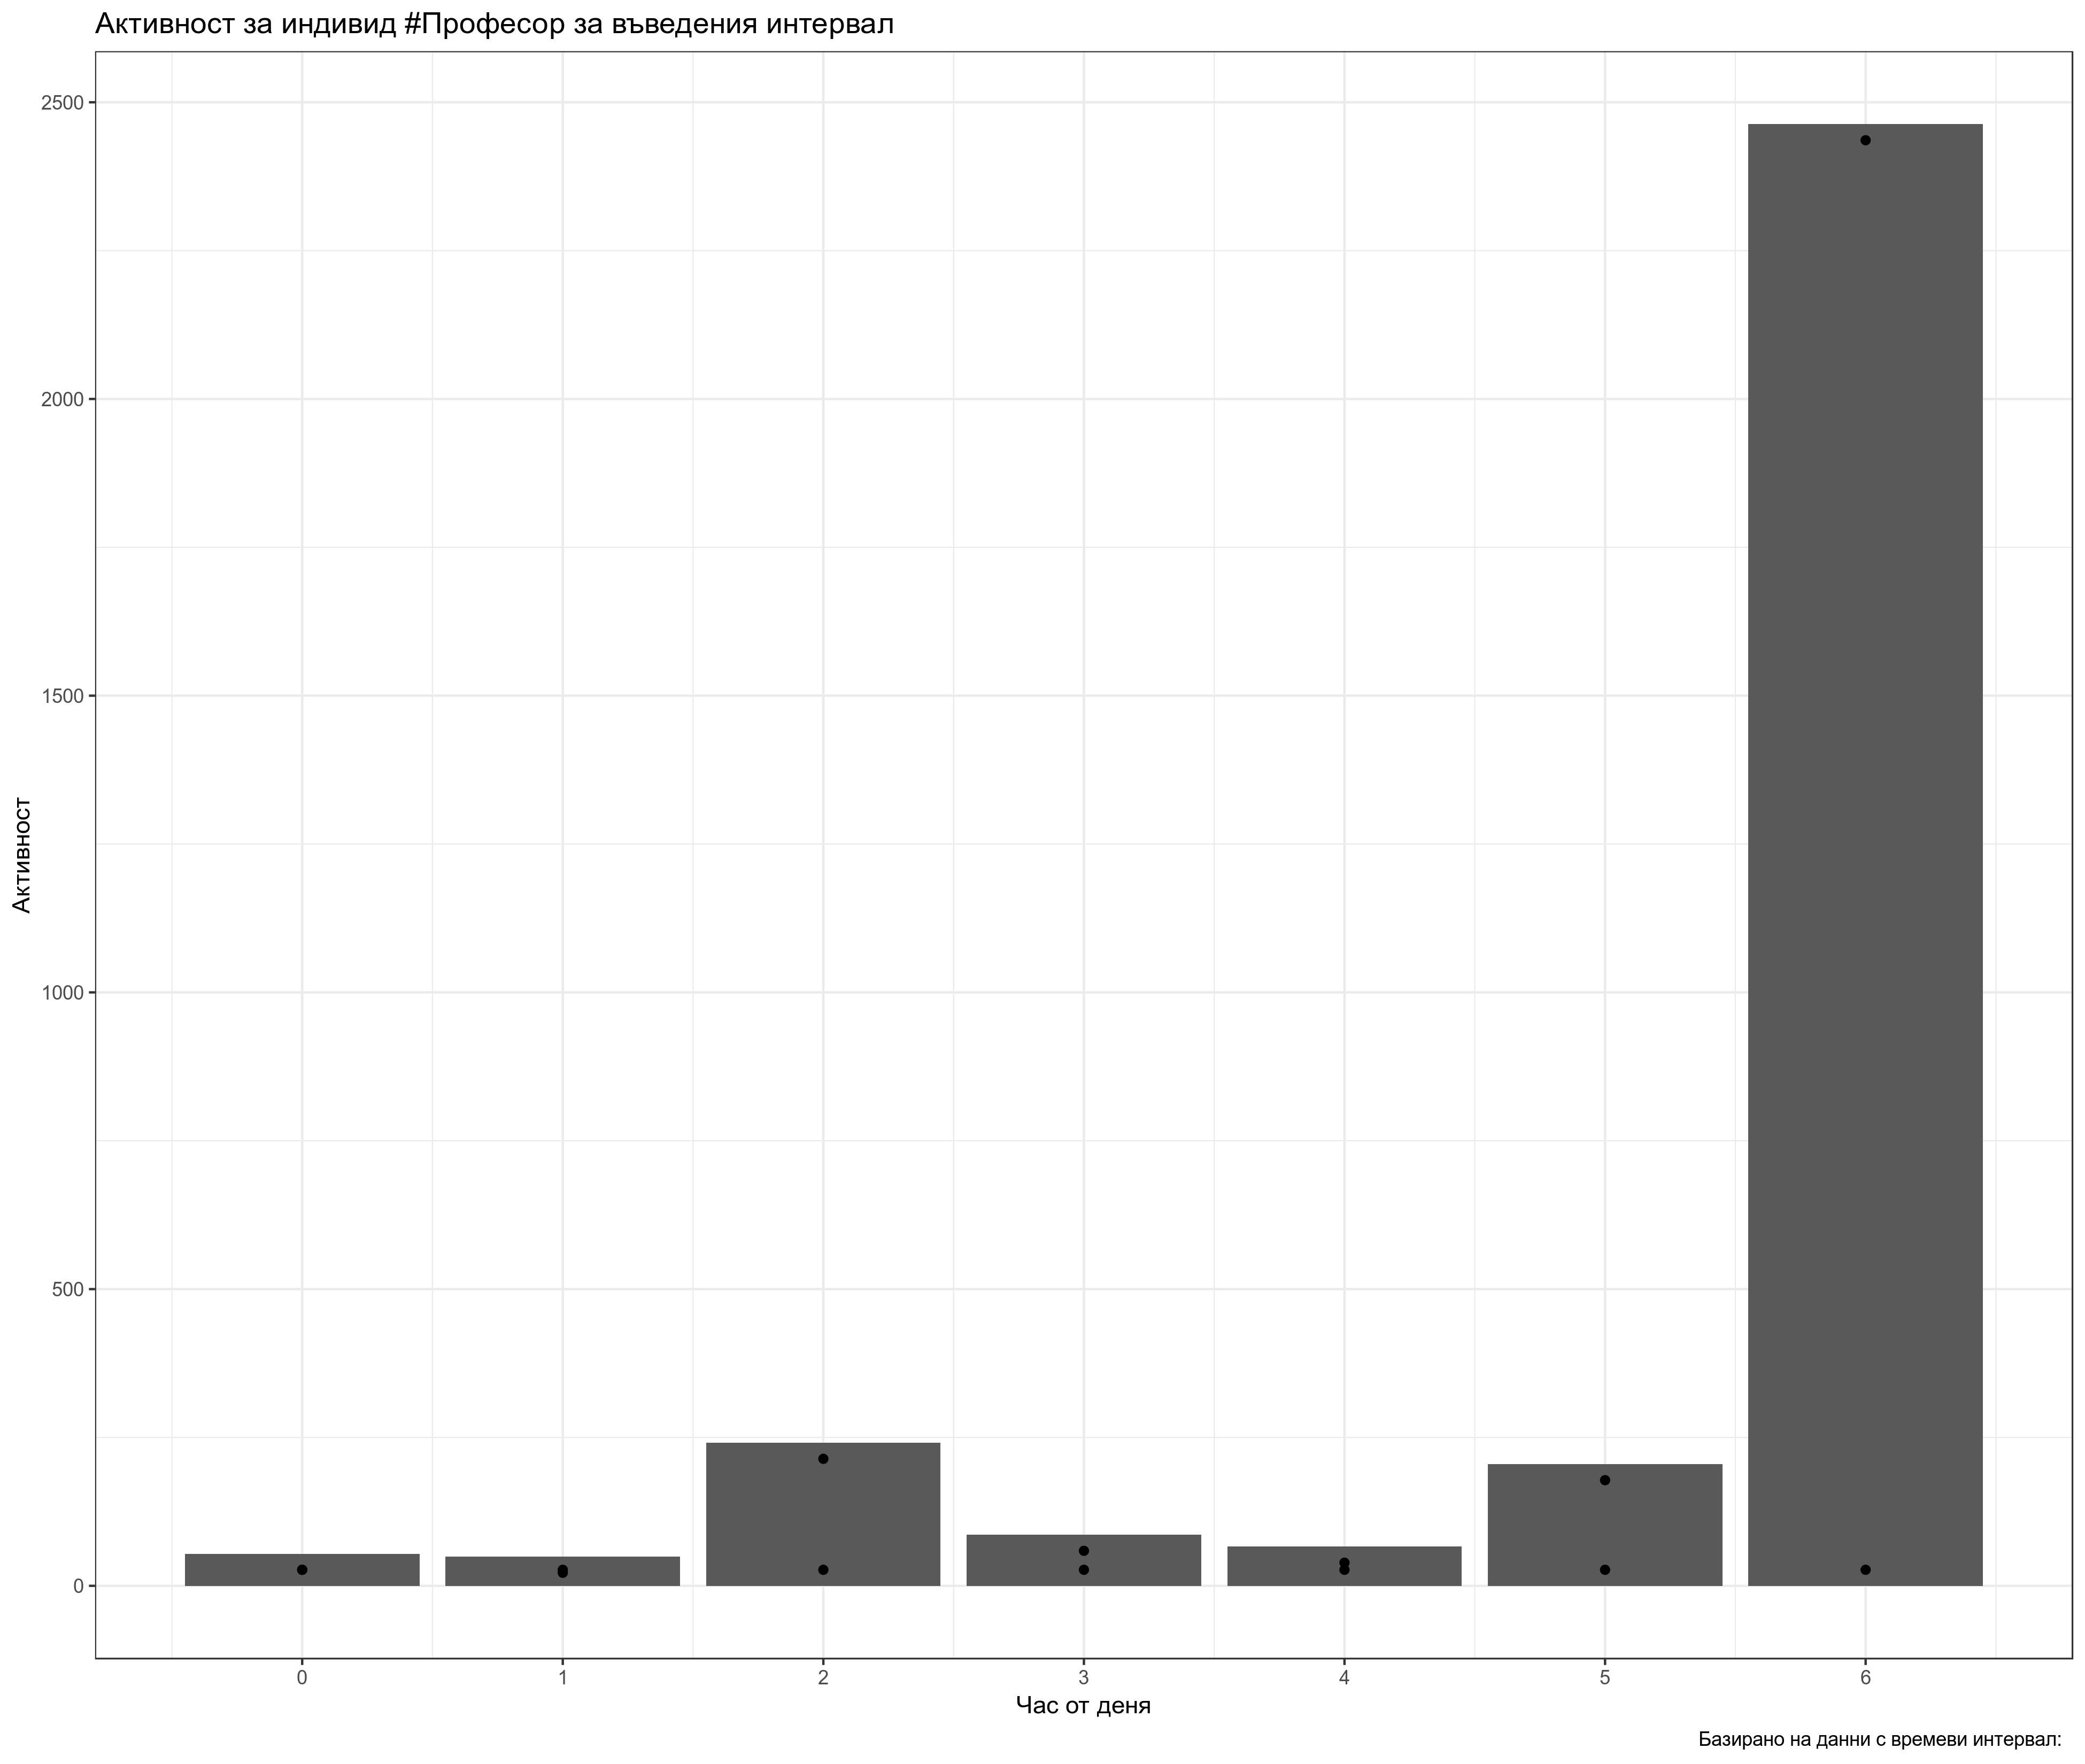 Активност за индивид #Професор за въведения интервал
2500
2000
1500
1000
500
0
Активност
0 1 2 3 4 5 6
Час от деня
Базирано на данни с времеви интервал: